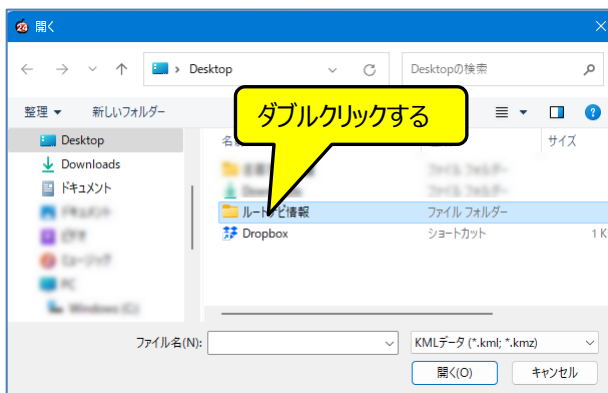 開く
Desktop
Desktopの検索
整理
新しいフォルダー
ダブルクリックする
サイズ
Desktop
Downloads
ドキュメント
ルートナビ情報
ファイル フォルダー
Dropbox
ショートカット
1 K
ファイル名(N):
KMLデータ (*.kml; *.kmz)
開く(O)
キャンセル